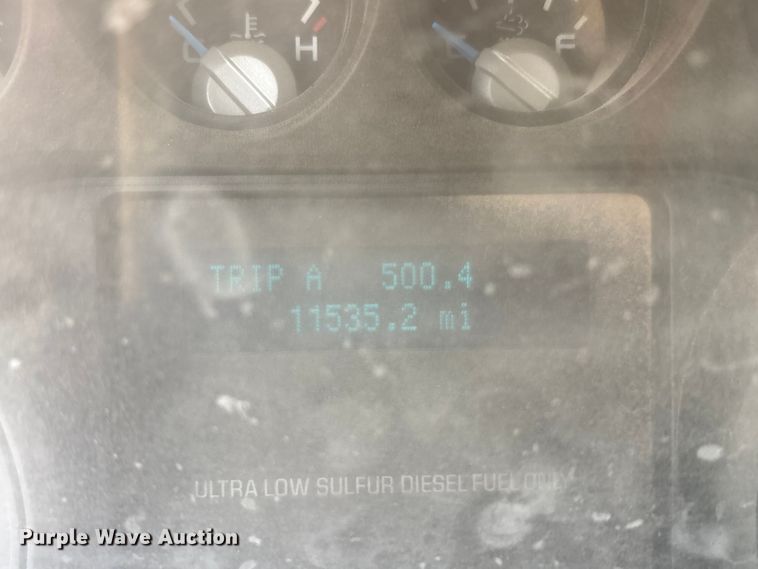 C H
E F
TRIP A 500.4
11535.2 mi
ULTRA LOW SULFUR DIESEL FUEL ONLY
Purple Wave Auction